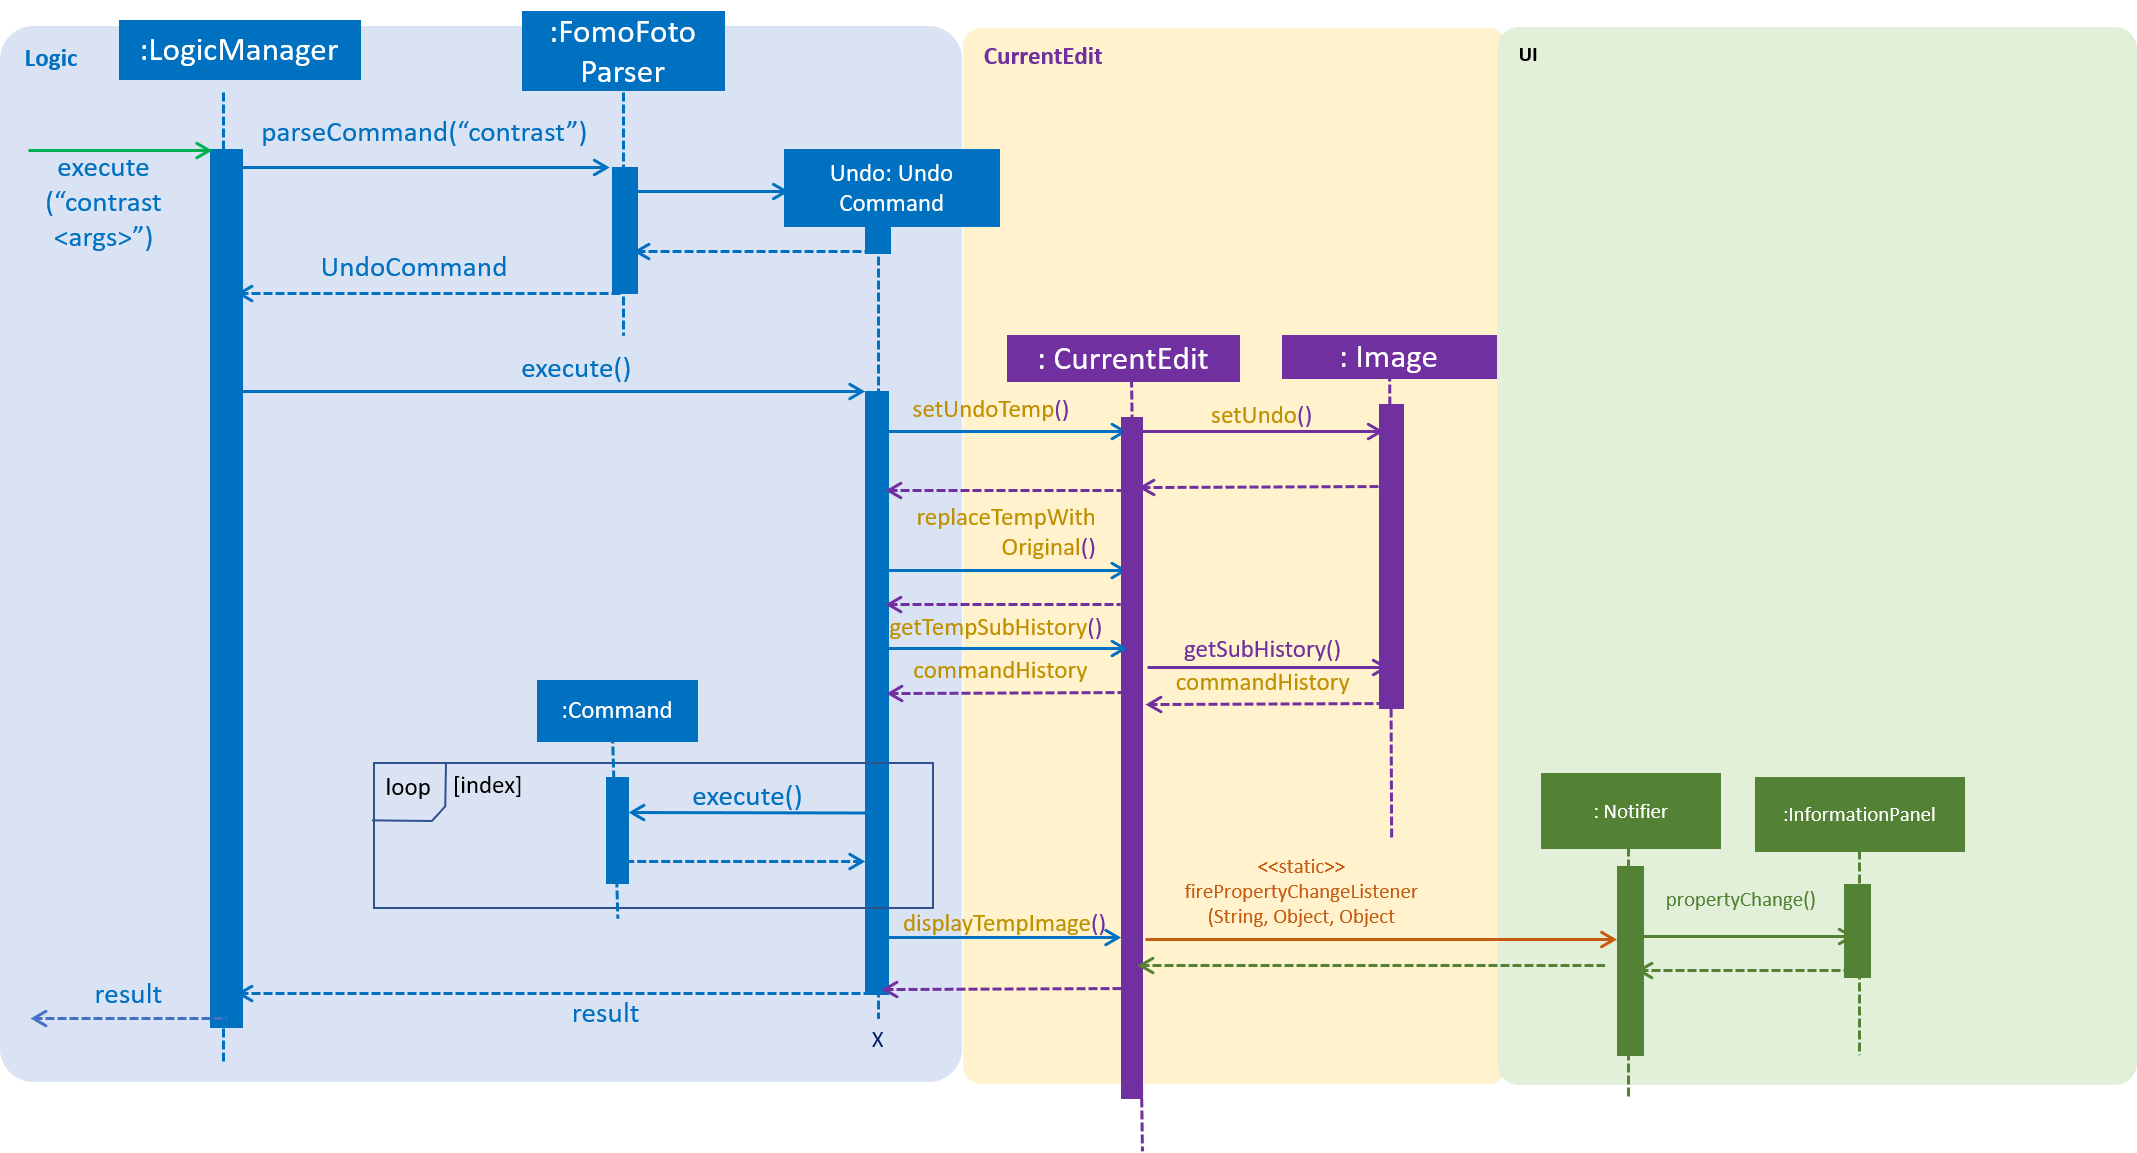 Logic
:LogicManager
:FomoFoto
Parser
CurrentEdit
UI
parseCommand(“contrast”)
execute
(“contrast
<args>”)
Undo: Undo
Command
UndoCommand
: CurrentEdit
: Image
execute()
setUndoTemp()
setUndo()
replaceTempWith
Original()
getTempSubHistory()
getSubHistory()
commandHistory
commandHistory
:Command
loop
[index]
execute()
: Notifier
:InformationPanel
<<static>>
firePropertyChangeListener
(String, Object, Object
propertyChange()
displayTempImage()
result
result
X